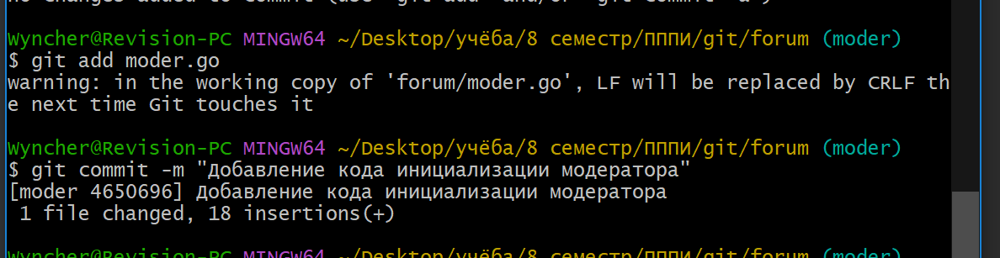 no changes added to commit (use "git add" and/or "git commit -a")
Wyncher@Revision-PC MINGW64 ~/Desktop/учёба/8 семестр/ПППИ/git/forum (moder)
$ git add moder.go
warning: in the working copy of 'forum/moder.go', LF will be replaced by CRLF th
e next time Git touches it
Wyncher@Revision-PC MINGW64 ~/Desktop/учёба/8 семестр/ПППИ/git/forum (moder)
$ git commit -m "Добавление кода инициализации модератора"
[moder 4650696] Добавление кода инициализации модератора
1 file changed, 18 insertions(+)
Wyncher@Revision-PC MINGW64 ~/Desktop/учёба/8 семестр/ПППИ/git/forum (moder)